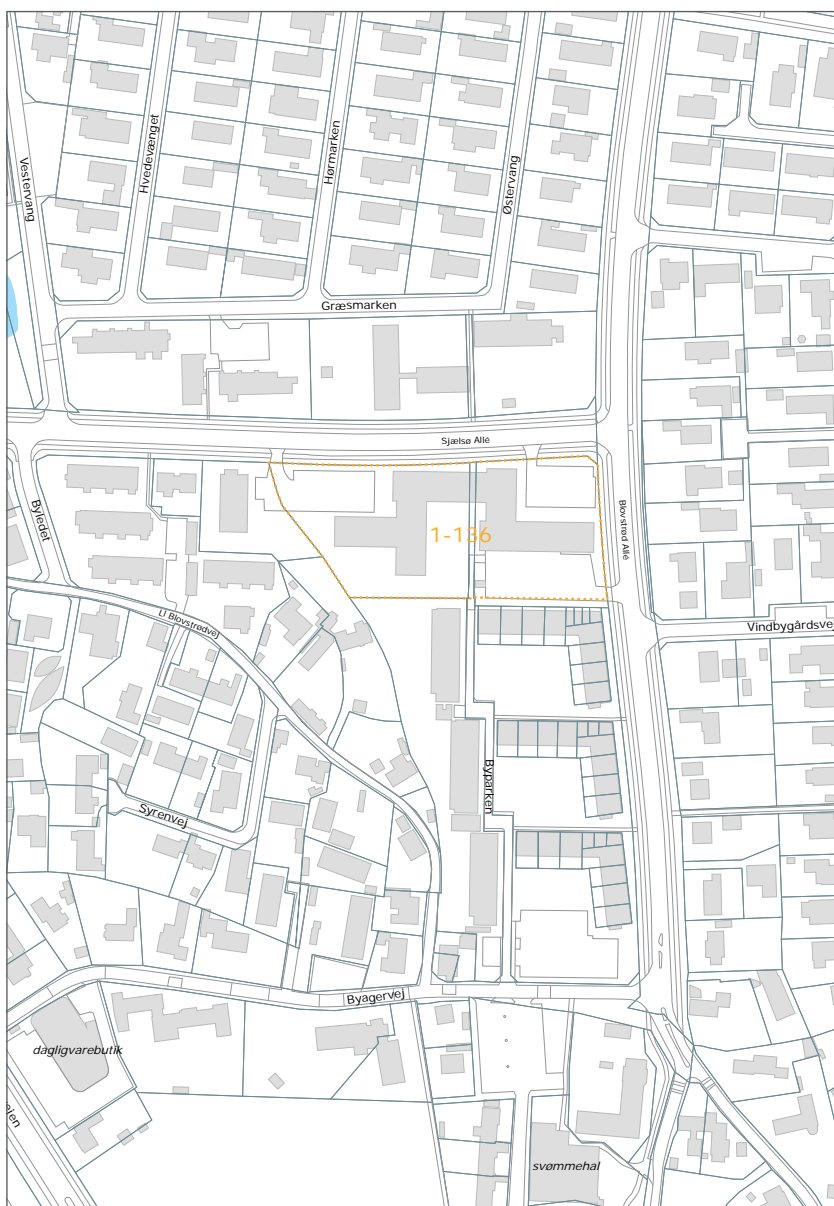 Vestervang
Hvedevænget
Hørmarken
Østervang
Græsmarken
Sjælsø Allé
Byledet
1-136
Blovstrød Allé
Ll Blovstrødvej
Vindbygårdsvej
Byparken
Syrenvej
Byagervej
dagligvarebutik
svømmehal